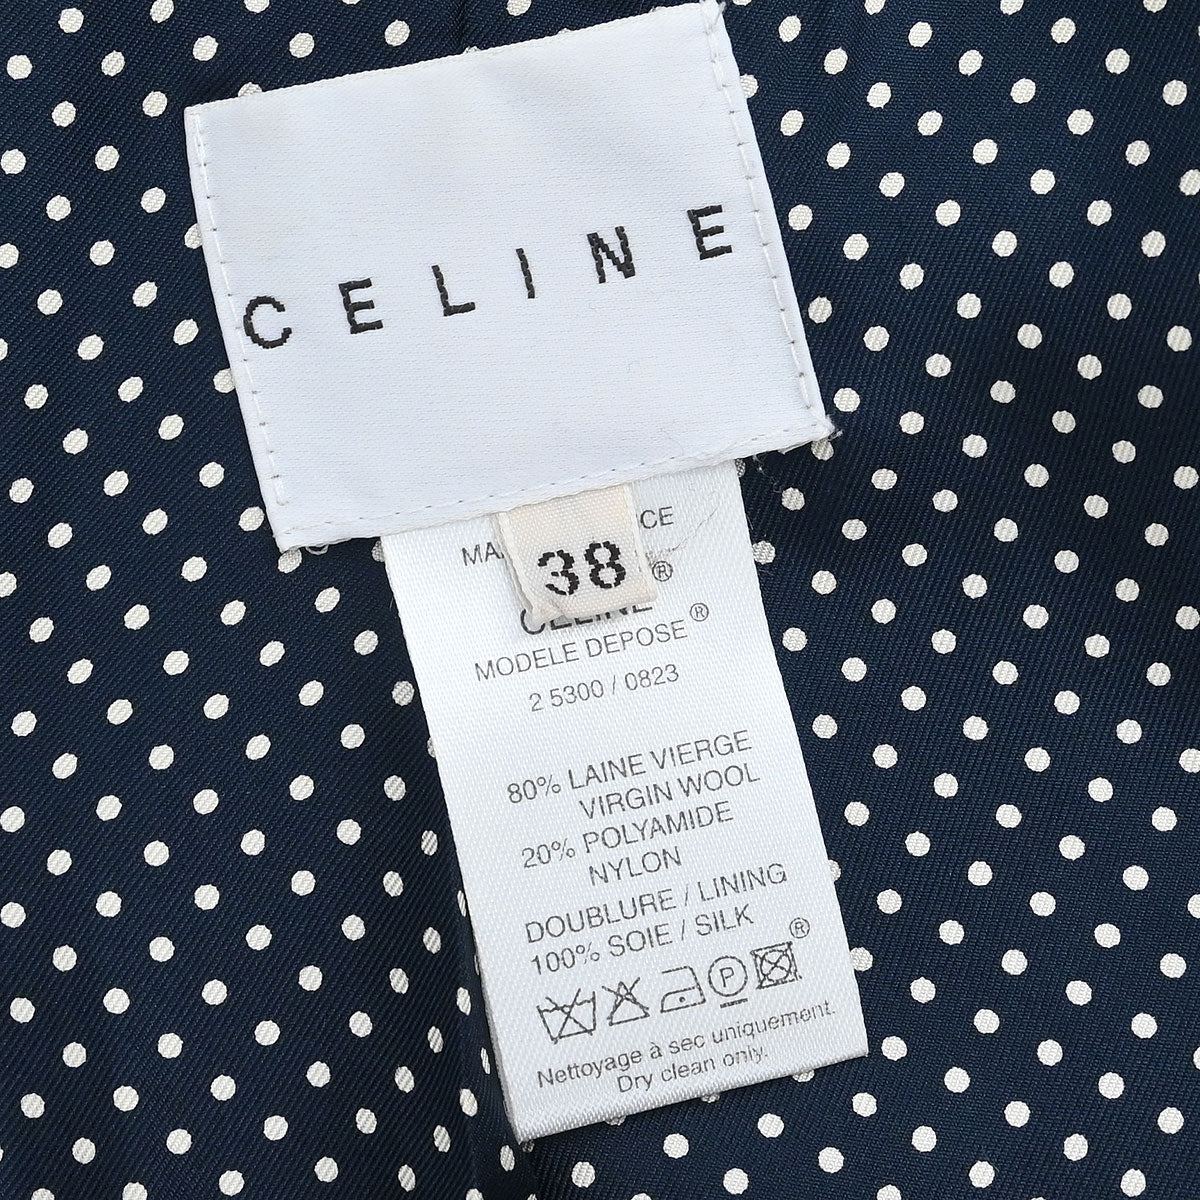 CELINE
38
CELINE ®
MODELE DEPOSE ®
2 5300 / 0823
80% LAINE VIERGE
VIRGIN WOOL
20% POLYAMIDE
NYLON
DOUBLURE / LINING
100% SOIE / SILK
P
®
Nettoyage à sec uniquement.
Dry clean only.